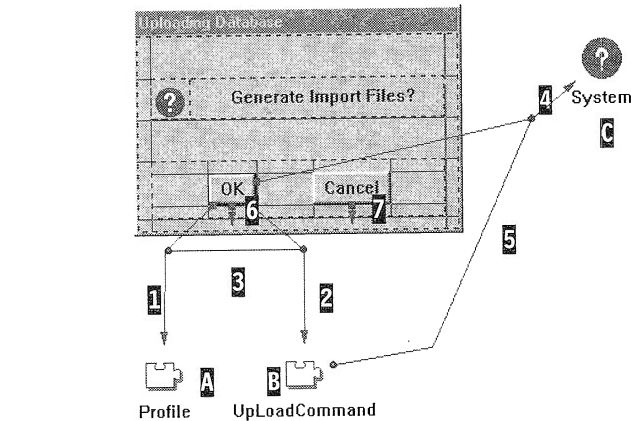 Uploading Database
?
Generate Import Files?
?
4
System
C
OK
Cancel
6
7
5
3
1
2
A
B
Profile
UpLoadCommand